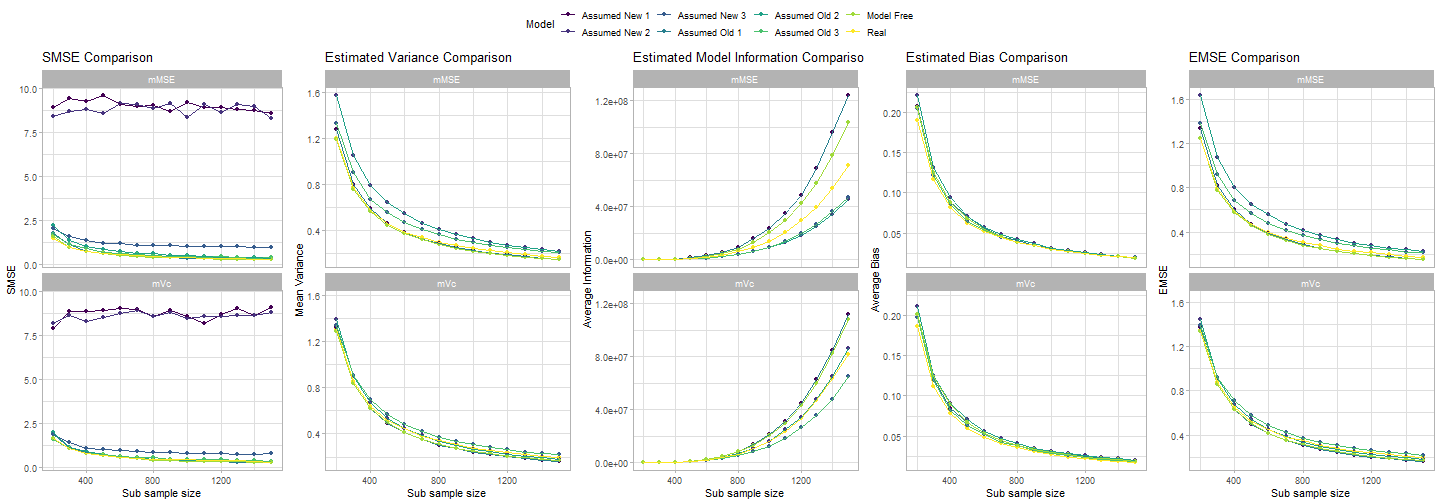 Model
Assumed New 1
Assumed New 3
Assumed Old 2
Model Free
Assumed New 2
Assumed Old 1
Assumed Old 3
Real
SMSE Comparison
Estimated Variance Comparison
Estimated Model Information Compariso
Estimated Bias Comparison
EMSE Comparison
mMSE
mMSE
mMSE
mMSE
mMSE
10.0
7.5
5.0
2.5
0.0
1.6
1.2
0.8
0.4
1.2e+08
8.0e+07
4.0e+07
0.0e+00
0.20
0.15
0.10
0.05
1.6
1.2
0.8
0.4
SMSE
Mean Variance
Average Information
Average Bias
EMSE
mVc
mVc
mVc
mVc
mVc
10.0
7.5
5.0
2.5
0.0
1.6
1.2
0.8
0.4
1.2e+08
8.0e+07
4.0e+07
0.0e+00
0.20
0.15
0.10
0.05
1.6
1.2
0.8
0.4
400 800 1200
400 800 1200
400 800 1200
400 800 1200
400 800 1200
Sub sample size
Sub sample size
Sub sample size
Sub sample size
Sub sample size